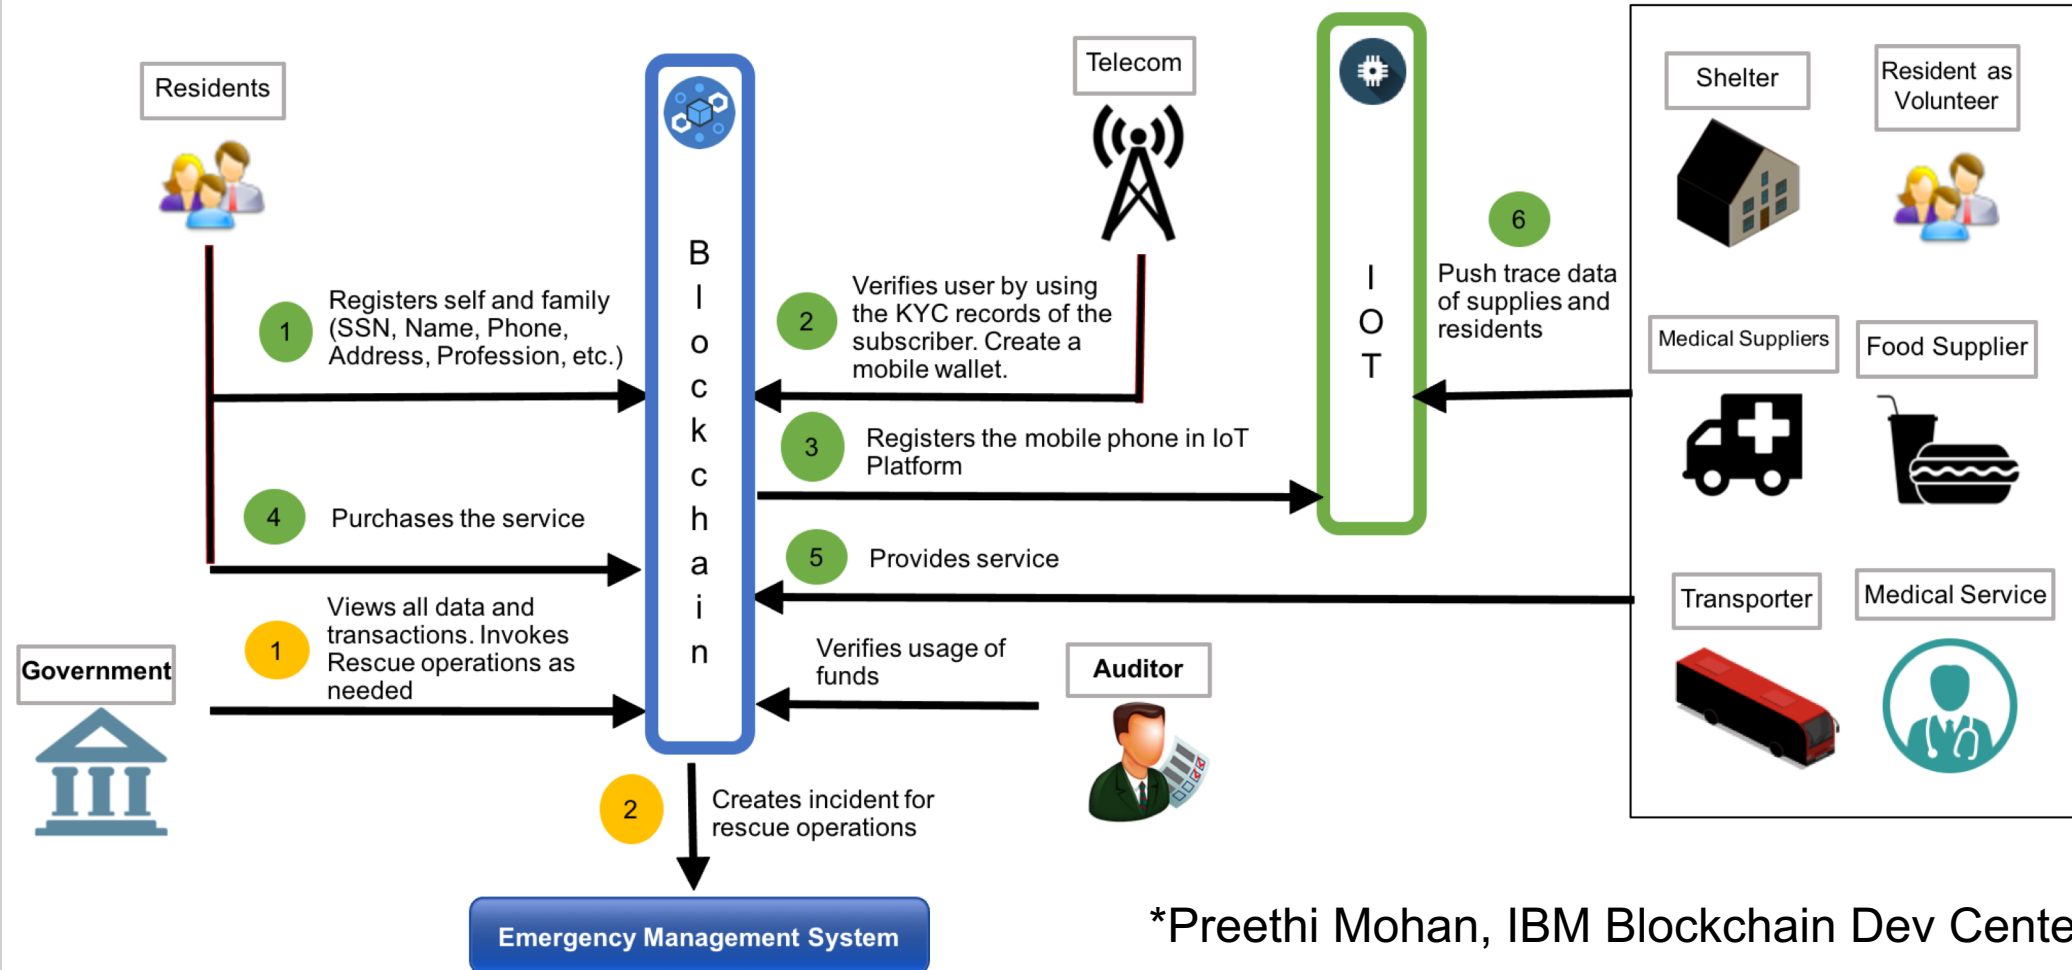 Residents
Telecom
Shelter
Resident as
Volunteer
B
l
o
c
k
c
h
a
i
n
I
O
T
1
Registers self and family
(SSN, Name, Phone,
Address, Profession, etc.)
2
Verifies user by using
the KYC records of the
subscriber. Create a
mobile wallet.
6
Push trace data
of supplies and
residents
Medical Suppliers
Food Supplier
3
Registers the mobile phone in IoT
Platform
4
Purchases the service
5
Provides service
Transporter
Medical Service
Government
1
Views all data and
transactions. Invokes
Rescue operations as
needed
Verifies usage of
funds
Auditor
2
Creates incident for
rescue operations
Emergency Management System
*Preethi Mohan, IBM Blockchain Dev Cente